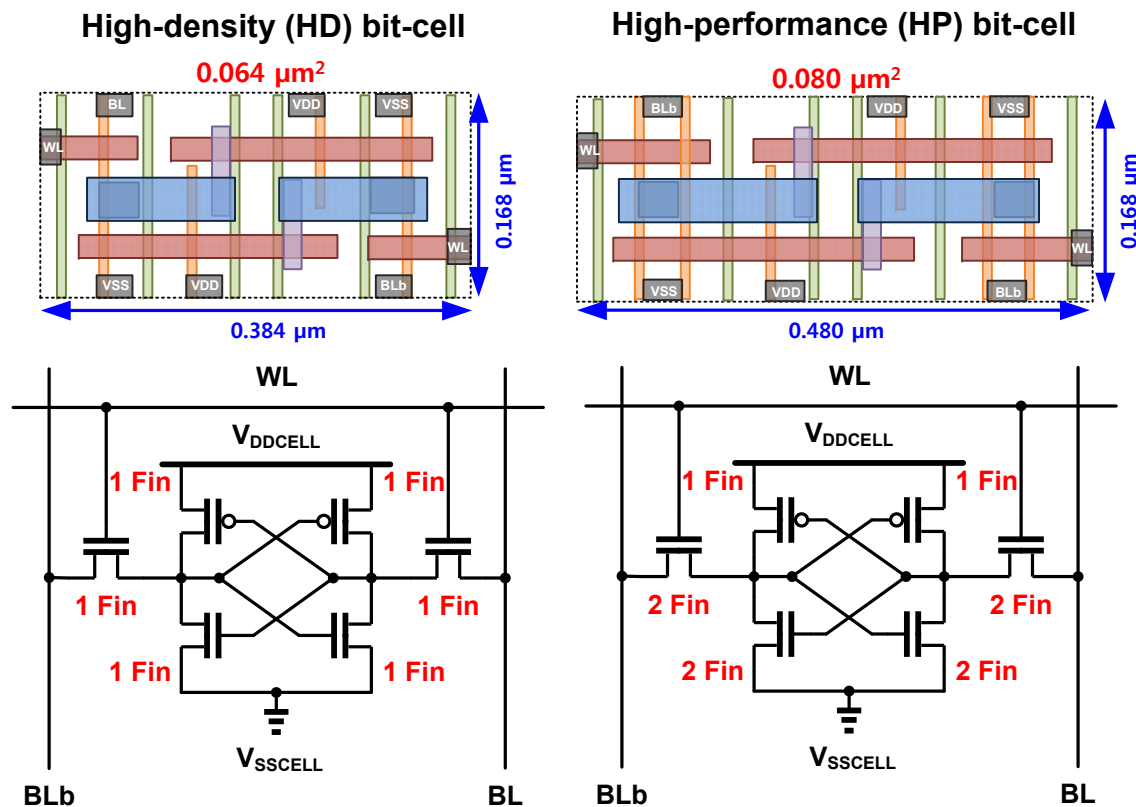 High-density (HD) bit-cell
0.064 µm²
BL VDD VSS
WL
WL
VSS VDD BLb
0.168 µm
0.384 µm
High-performance (HP) bit-cell
0.080 µm²
BLb VDD VSS
WL
WL
VSS VDD BLb
0.168 µm
0.480 µm
WL
VDDCELL
1 Fin 1 Fin
1 Fin 1 Fin
1 Fin 1 Fin
VSSCELL
BLb BL
WL
VDDCELL
1 Fin 1 Fin
2 Fin 2 Fin
2 Fin 2 Fin
VSSCELL
BLb BL